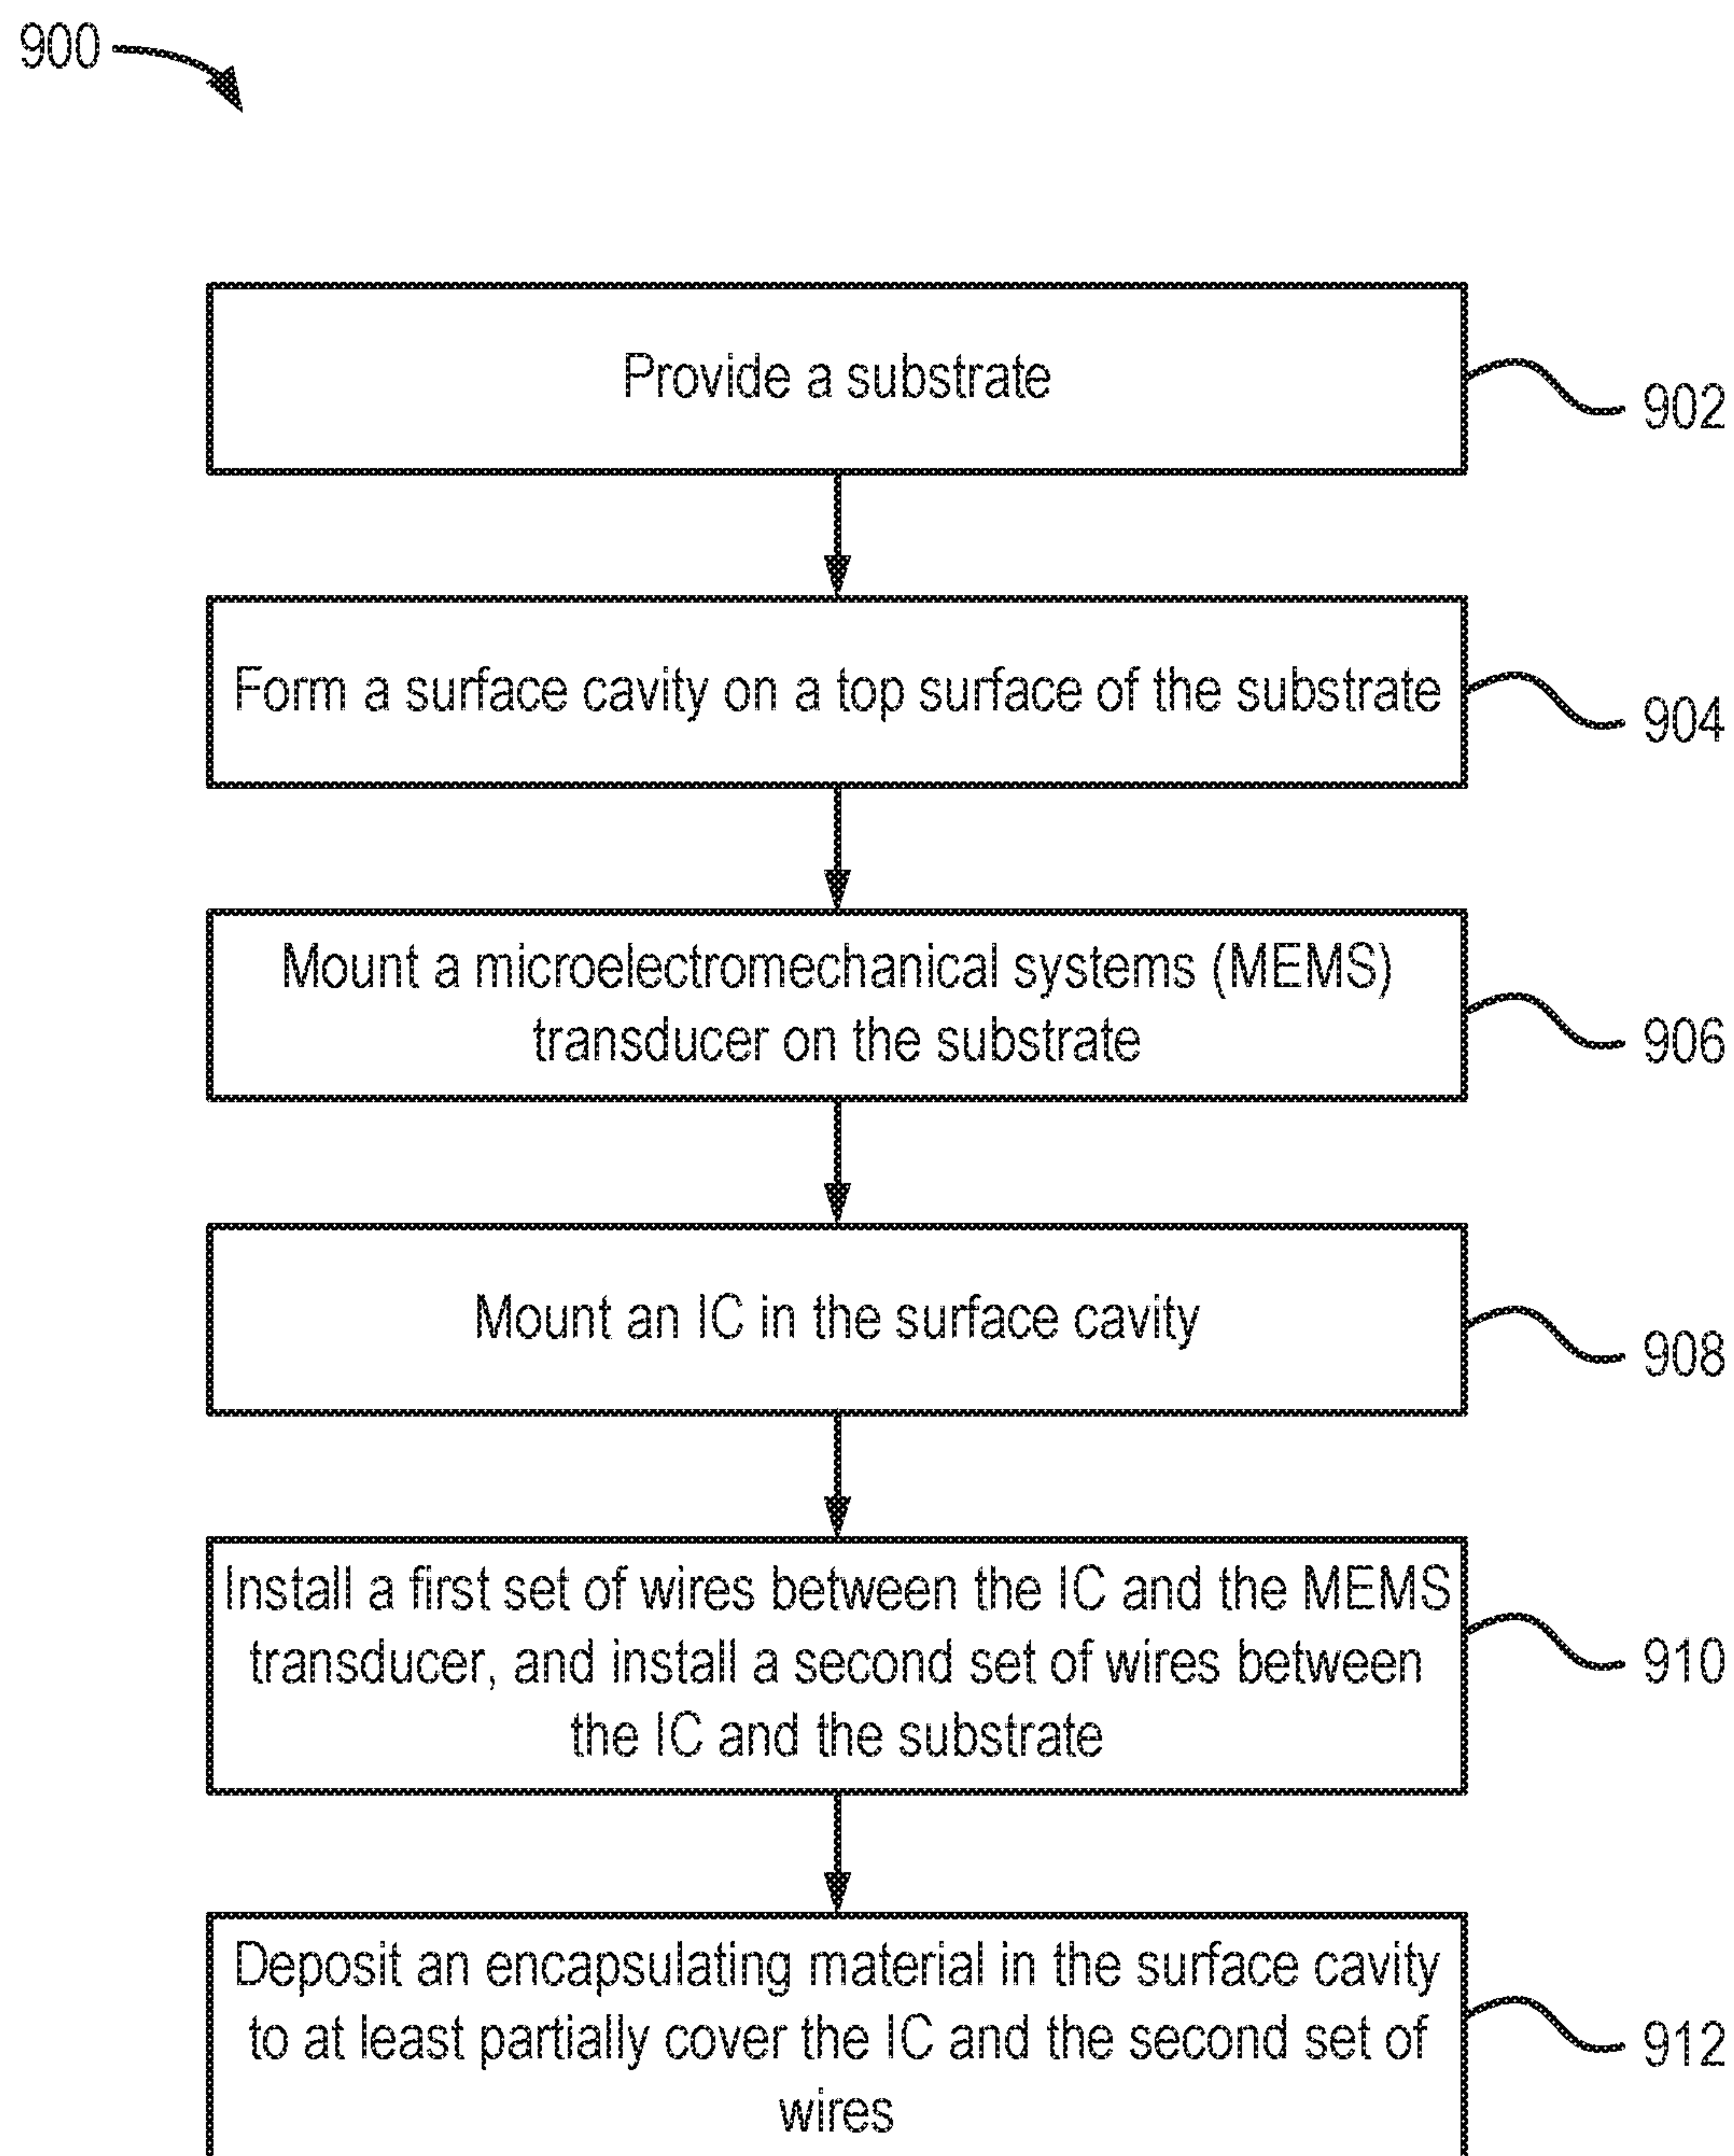 900
Provide a substrate
902
Form a surface cavity on a top surface of the substrate
904
Mount a microelectromechanical systems (MEMS)
transducer on the substrate
906
Mount an IC in the surface cavity
908
Install a first set of wires between the IC and the MEMS
transducer, and install a second set of wires between
the IC and the substrate
910
Deposit an encapsulating material in the surface cavity
to at least partially cover the IC and the second set of
wires
912